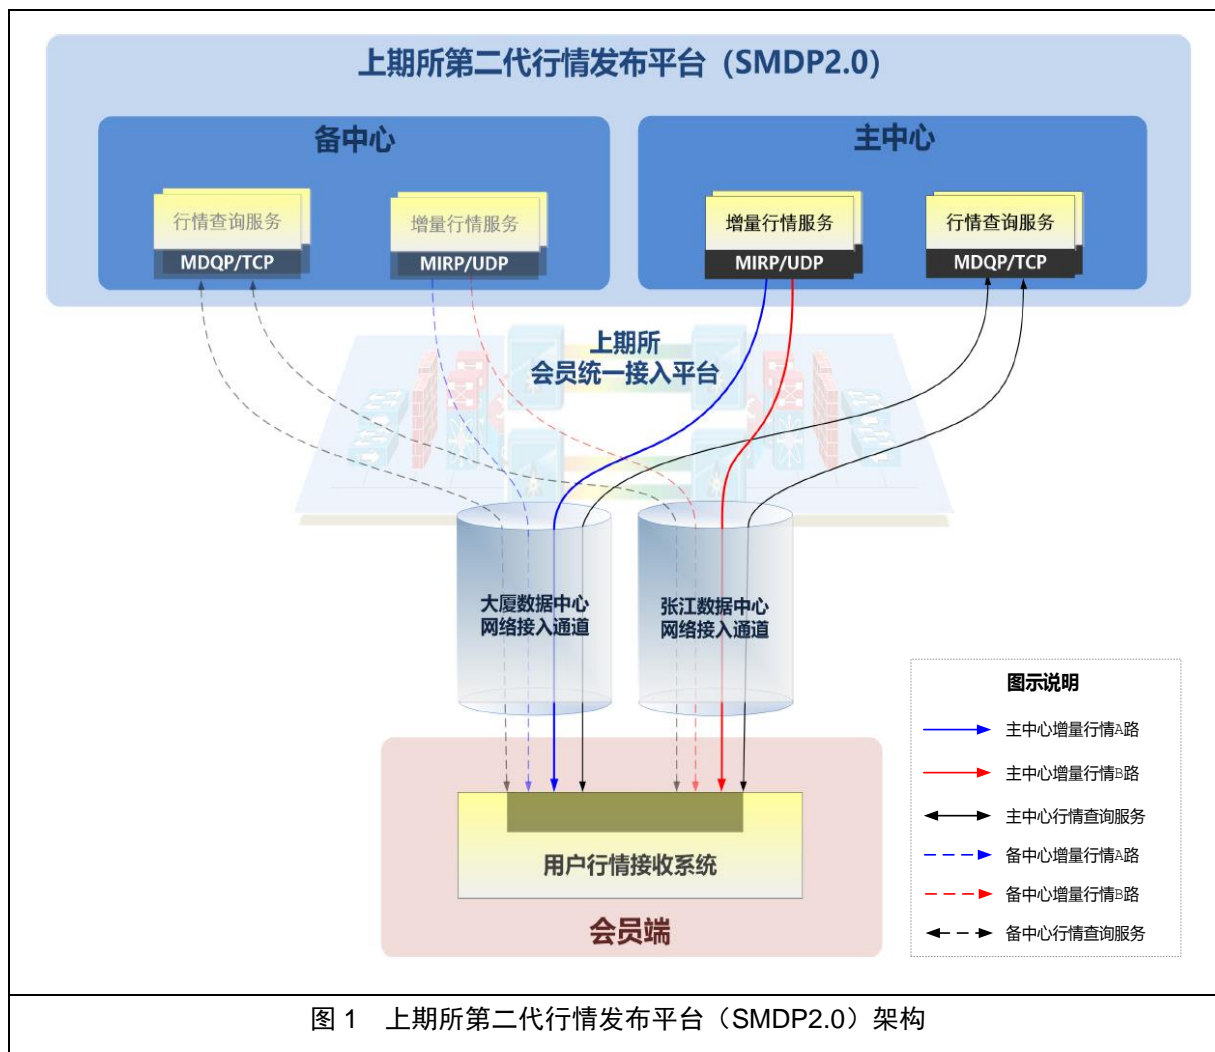 上期所第二代行情发布平台（SMDP2.0）
备中心
主中心
行情查询服务
MDQP/TCP
增量行情服务
MIRP/UDP
增量行情服务
MIRP/UDP
行情查询服务
MDQP/TCP
上期所
会员统一接入平台
大厦数据中心
网络接入通道
张江数据中心
网络接入通道
图示说明
主中心增量行情A路
主中心增量行情B路
主中心行情查询服务
备中心增量行情A路
备中心增量行情B路
备中心行情查询服务
用户行情接收系统
会员端
图 1 上期所第二代行情发布平台（SMDP2.0）架构